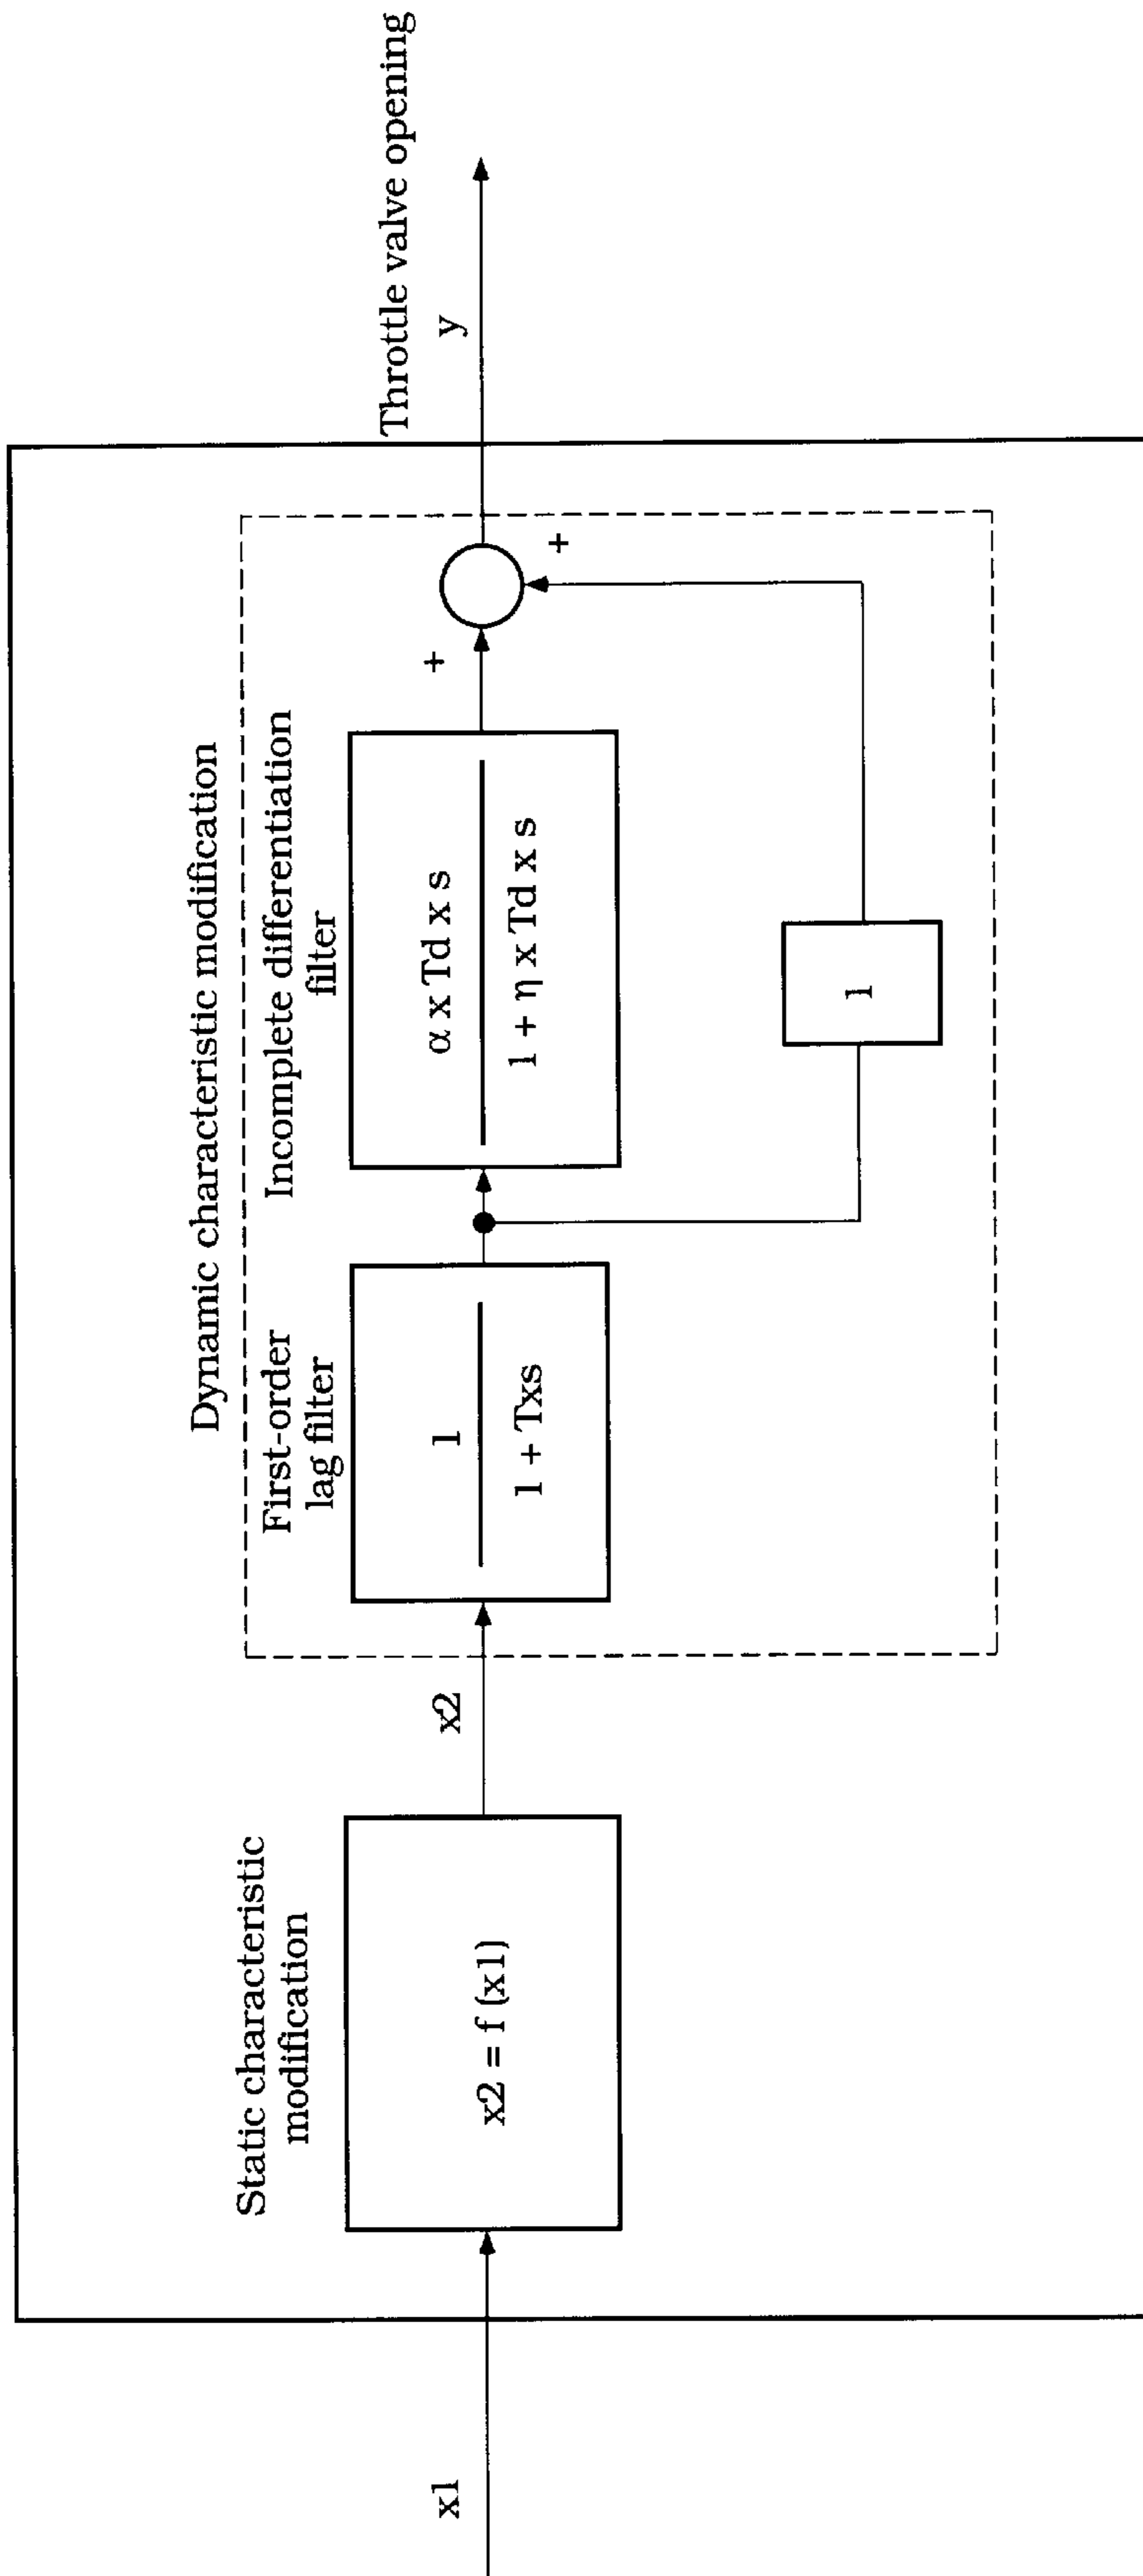 x1
Static characteristic
modification
x2 = f (x1)
x2
Dynamic characteristic modification
First-order
lag filter
1
1 + Txs
Incomplete differentiation
filter
α x Td x s
1 + η x Td x s
1
+
+
Throttle valve opening
y